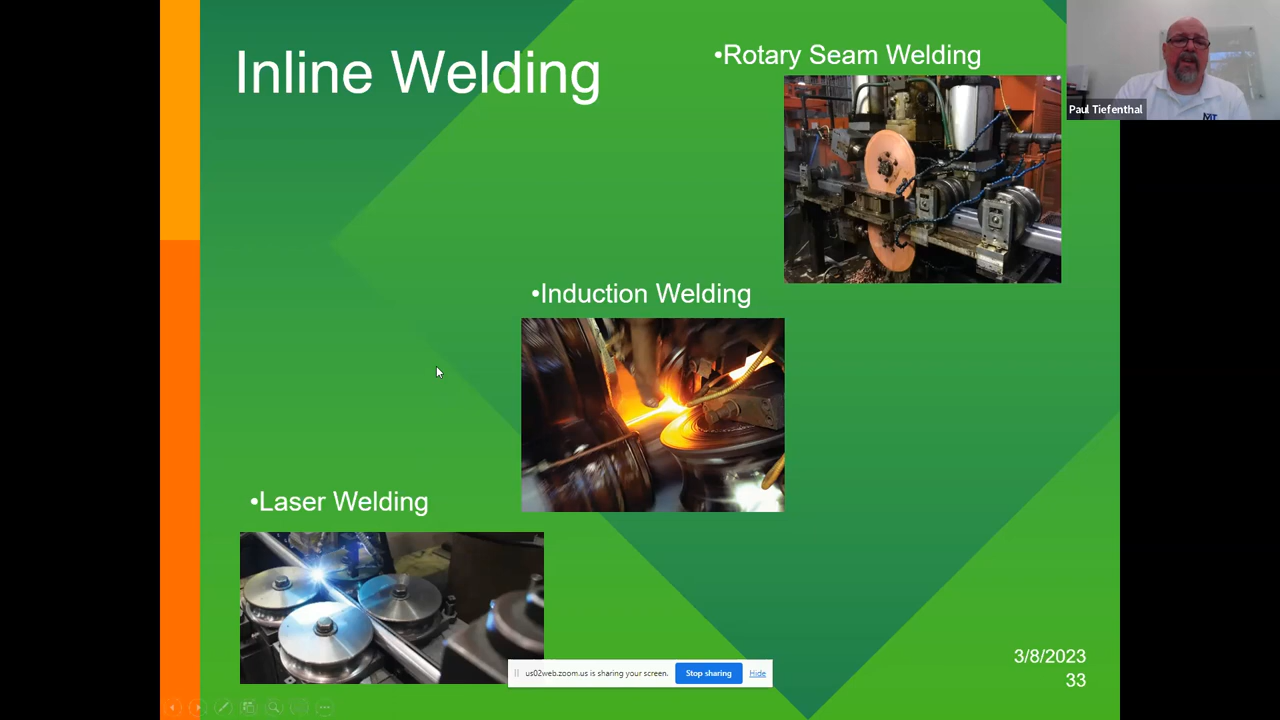 Inline Welding
•Rotary Seam Welding
Paul Tiefenthal
•Induction Welding
•Laser Welding
us02web.zoom.us is sharing your screen.
Stop sharing
Hide
3/8/2023
33